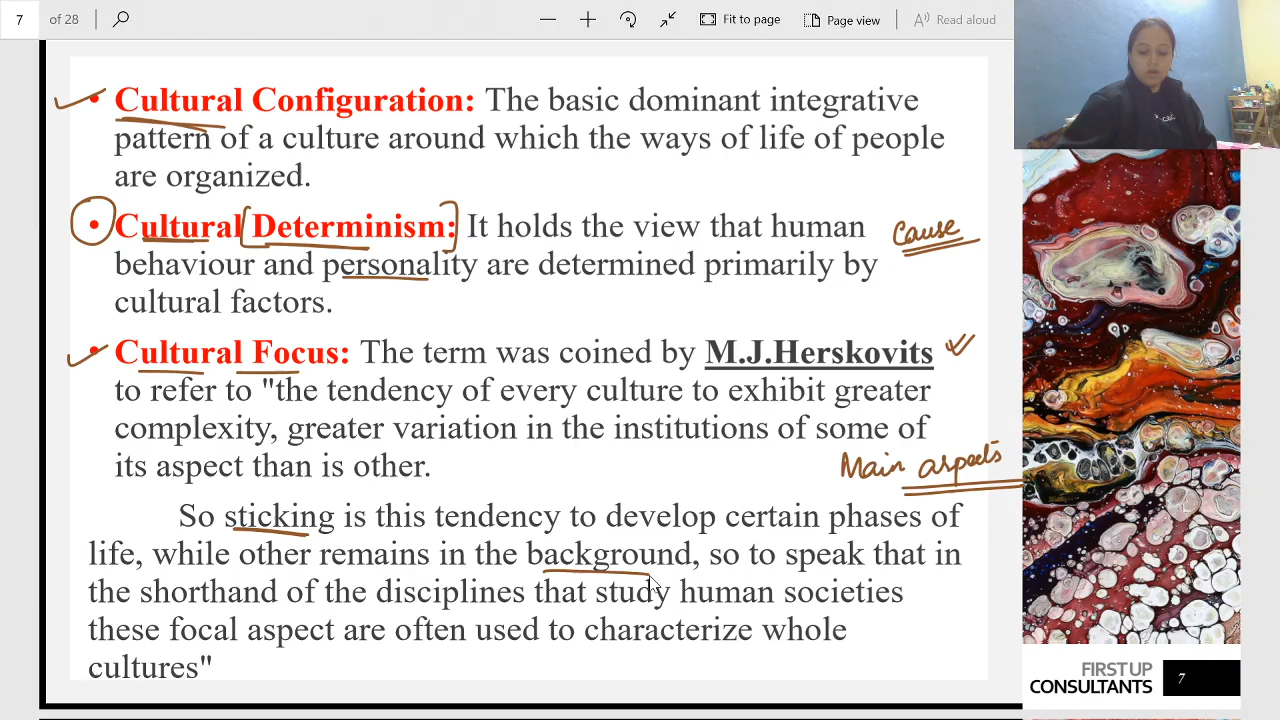 7 of 28 Fit to page Page view Read aloud
• Cultural Configuration: The basic dominant integrative
pattern of a culture around which the ways of life of people
are organized.
• Cultural Determinism: It holds the view that human
cause
behaviour and personality are determined primarily by
cultural factors.
• Cultural Focus: The term was coined by M.J.Herskovits
to refer to "the tendency of every culture to exhibit greater
complexity, greater variation in the institutions of some of
its aspect than is other.
Main aspects
So sticking is this tendency to develop certain phases of
life, while other remains in the background, so to speak that in
the shorthand of the disciplines that study human societies
these focal aspect are often used to characterize whole
cultures"
FIRST UP
CONSULTANTS
7